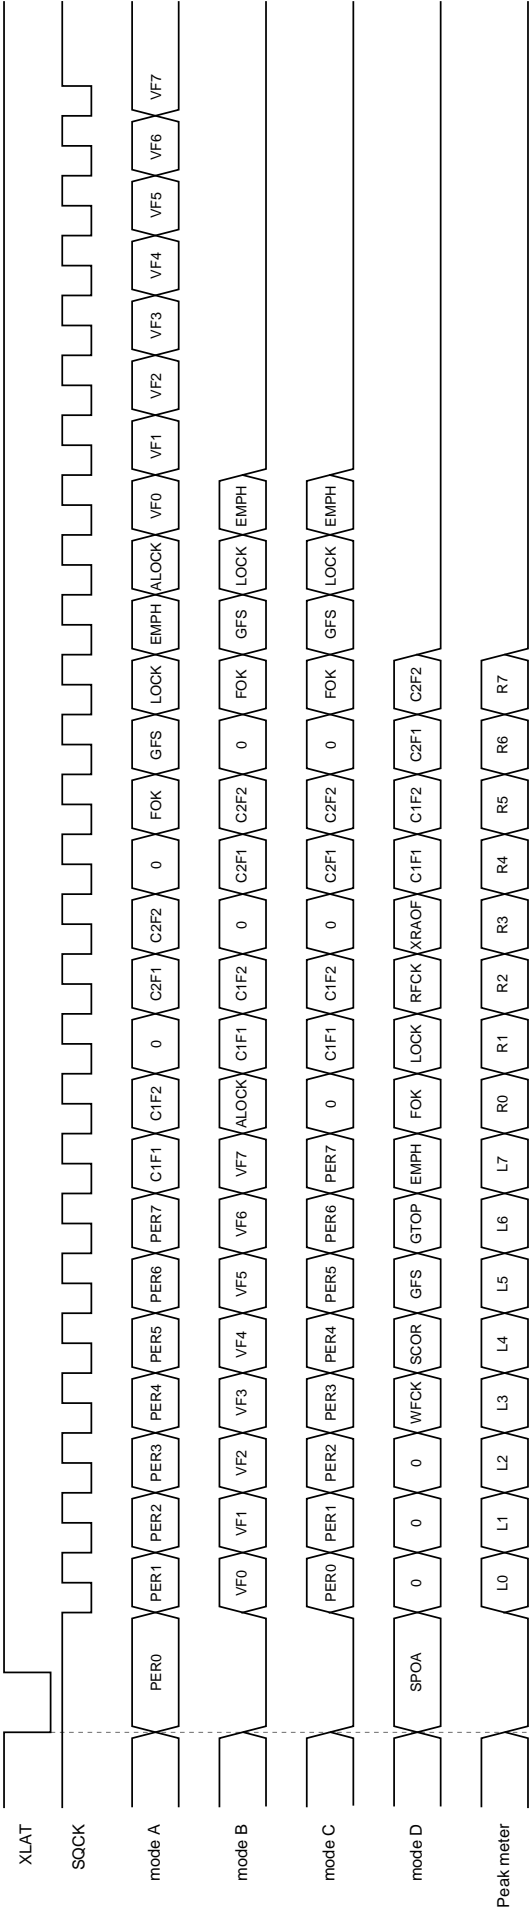 XLAT
SQCK
mode A PER0 PER1 PER2 PER3 PER4 PER5 PER6 PER7 C1F1 C1F2 0 C2F1 C2F2 0 FOK GFS LOCK EMPH ALOCK VF0 VF1 VF2 VF3 VF4 VF5 VF6 VF7
mode B VF0 VF1 VF2 VF3 VF4 VF5 VF6 VF7 ALOCK C1F1 C1F2 0 C2F1 C2F2 0 FOK GFS LOCK EMPH
mode C PER0 PER1 PER2 PER3 PER4 PER5 PER6 PER7 0 C1F1 C1F2 0 C2F1 C2F2 0 FOK GFS LOCK EMPH
mode D SPOA 0 0 0 WFCK SCOR GFS GTOP EMPH FOK LOCK RFCK XRAOF C1F1 C1F2 C2F1 C2F2
Peak meter L0 L1 L2 L3 L4 L5 L6 L7 R0 R1 R2 R3 R4 R5 R6 R7